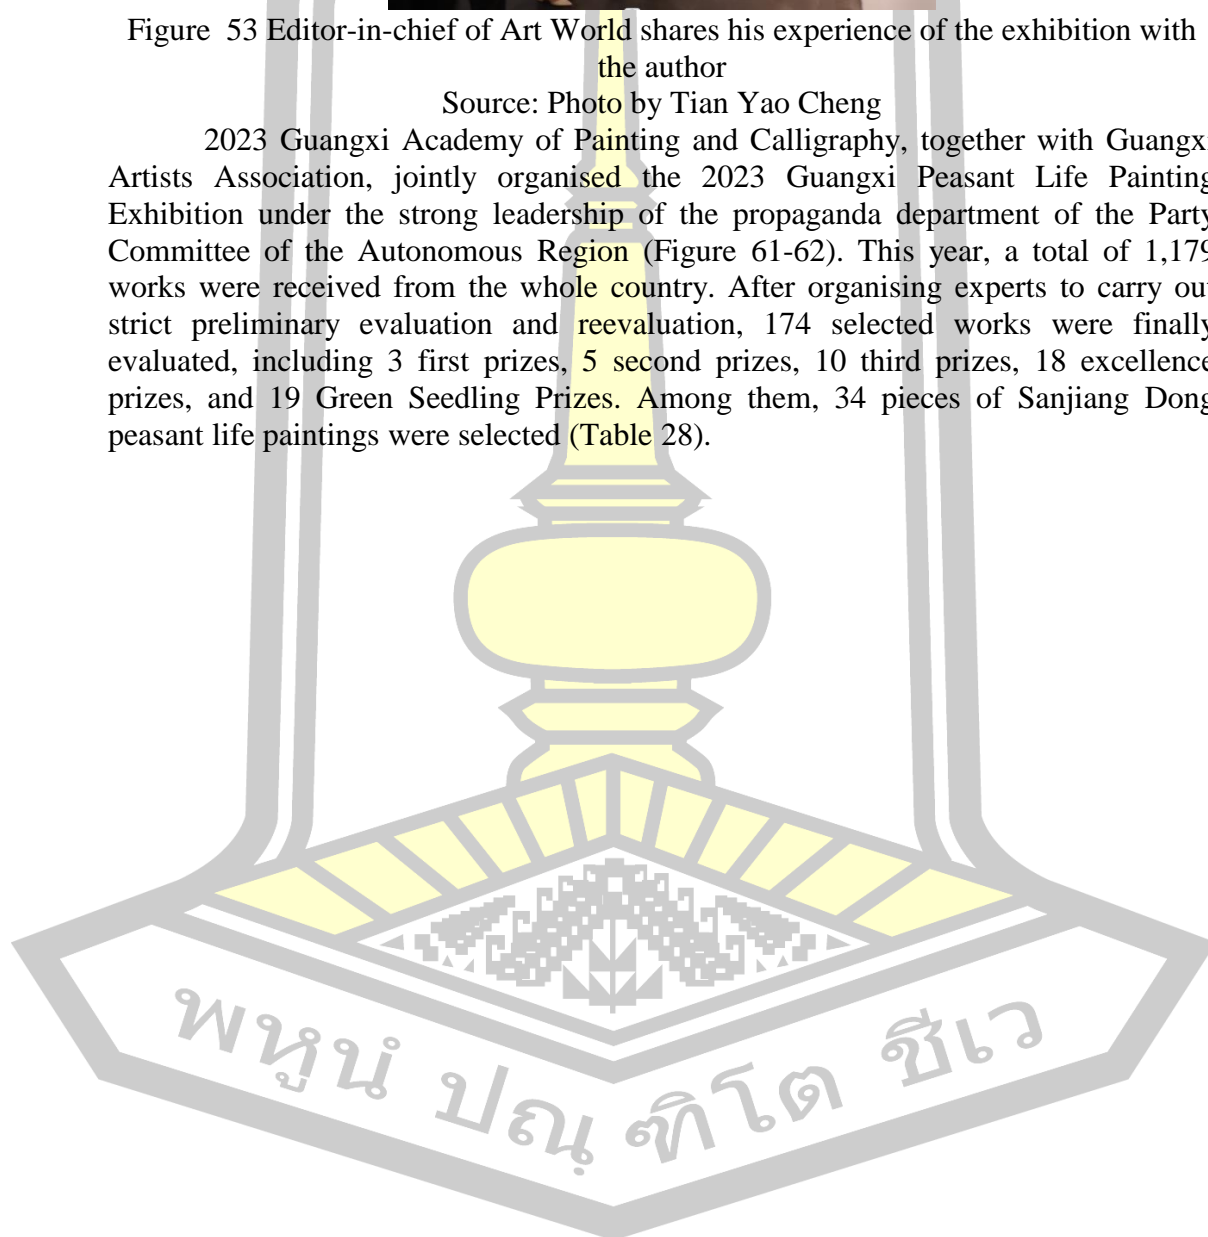 Figure  53 Editor-in-chief of Art World shares his experience of the exhibition with
the author
Source: Photo by Tian Yao Cheng
2023 Guangxi Academy of Painting and Calligraphy, together with Guangxi
Artists Association, jointly organised the 2023 Guangxi Peasant Life Painting
Exhibition under the strong leadership of the propaganda department of the Party
Committee of the Autonomous Region (Figure 61-62). This year, a total of 1,179
works were received from the whole country. After organising experts to carry out
strict preliminary evaluation and reevaluation, 174 selected works were finally
evaluated, including 3 first prizes, 5 second prizes, 10 third prizes, 18 excellence
prizes, and 19 Green Seedling Prizes. Among them, 34 pieces of Sanjiang Dong
peasant life paintings were selected (Table 28).
พหูนํ ปณฺฑิโต ชีเว